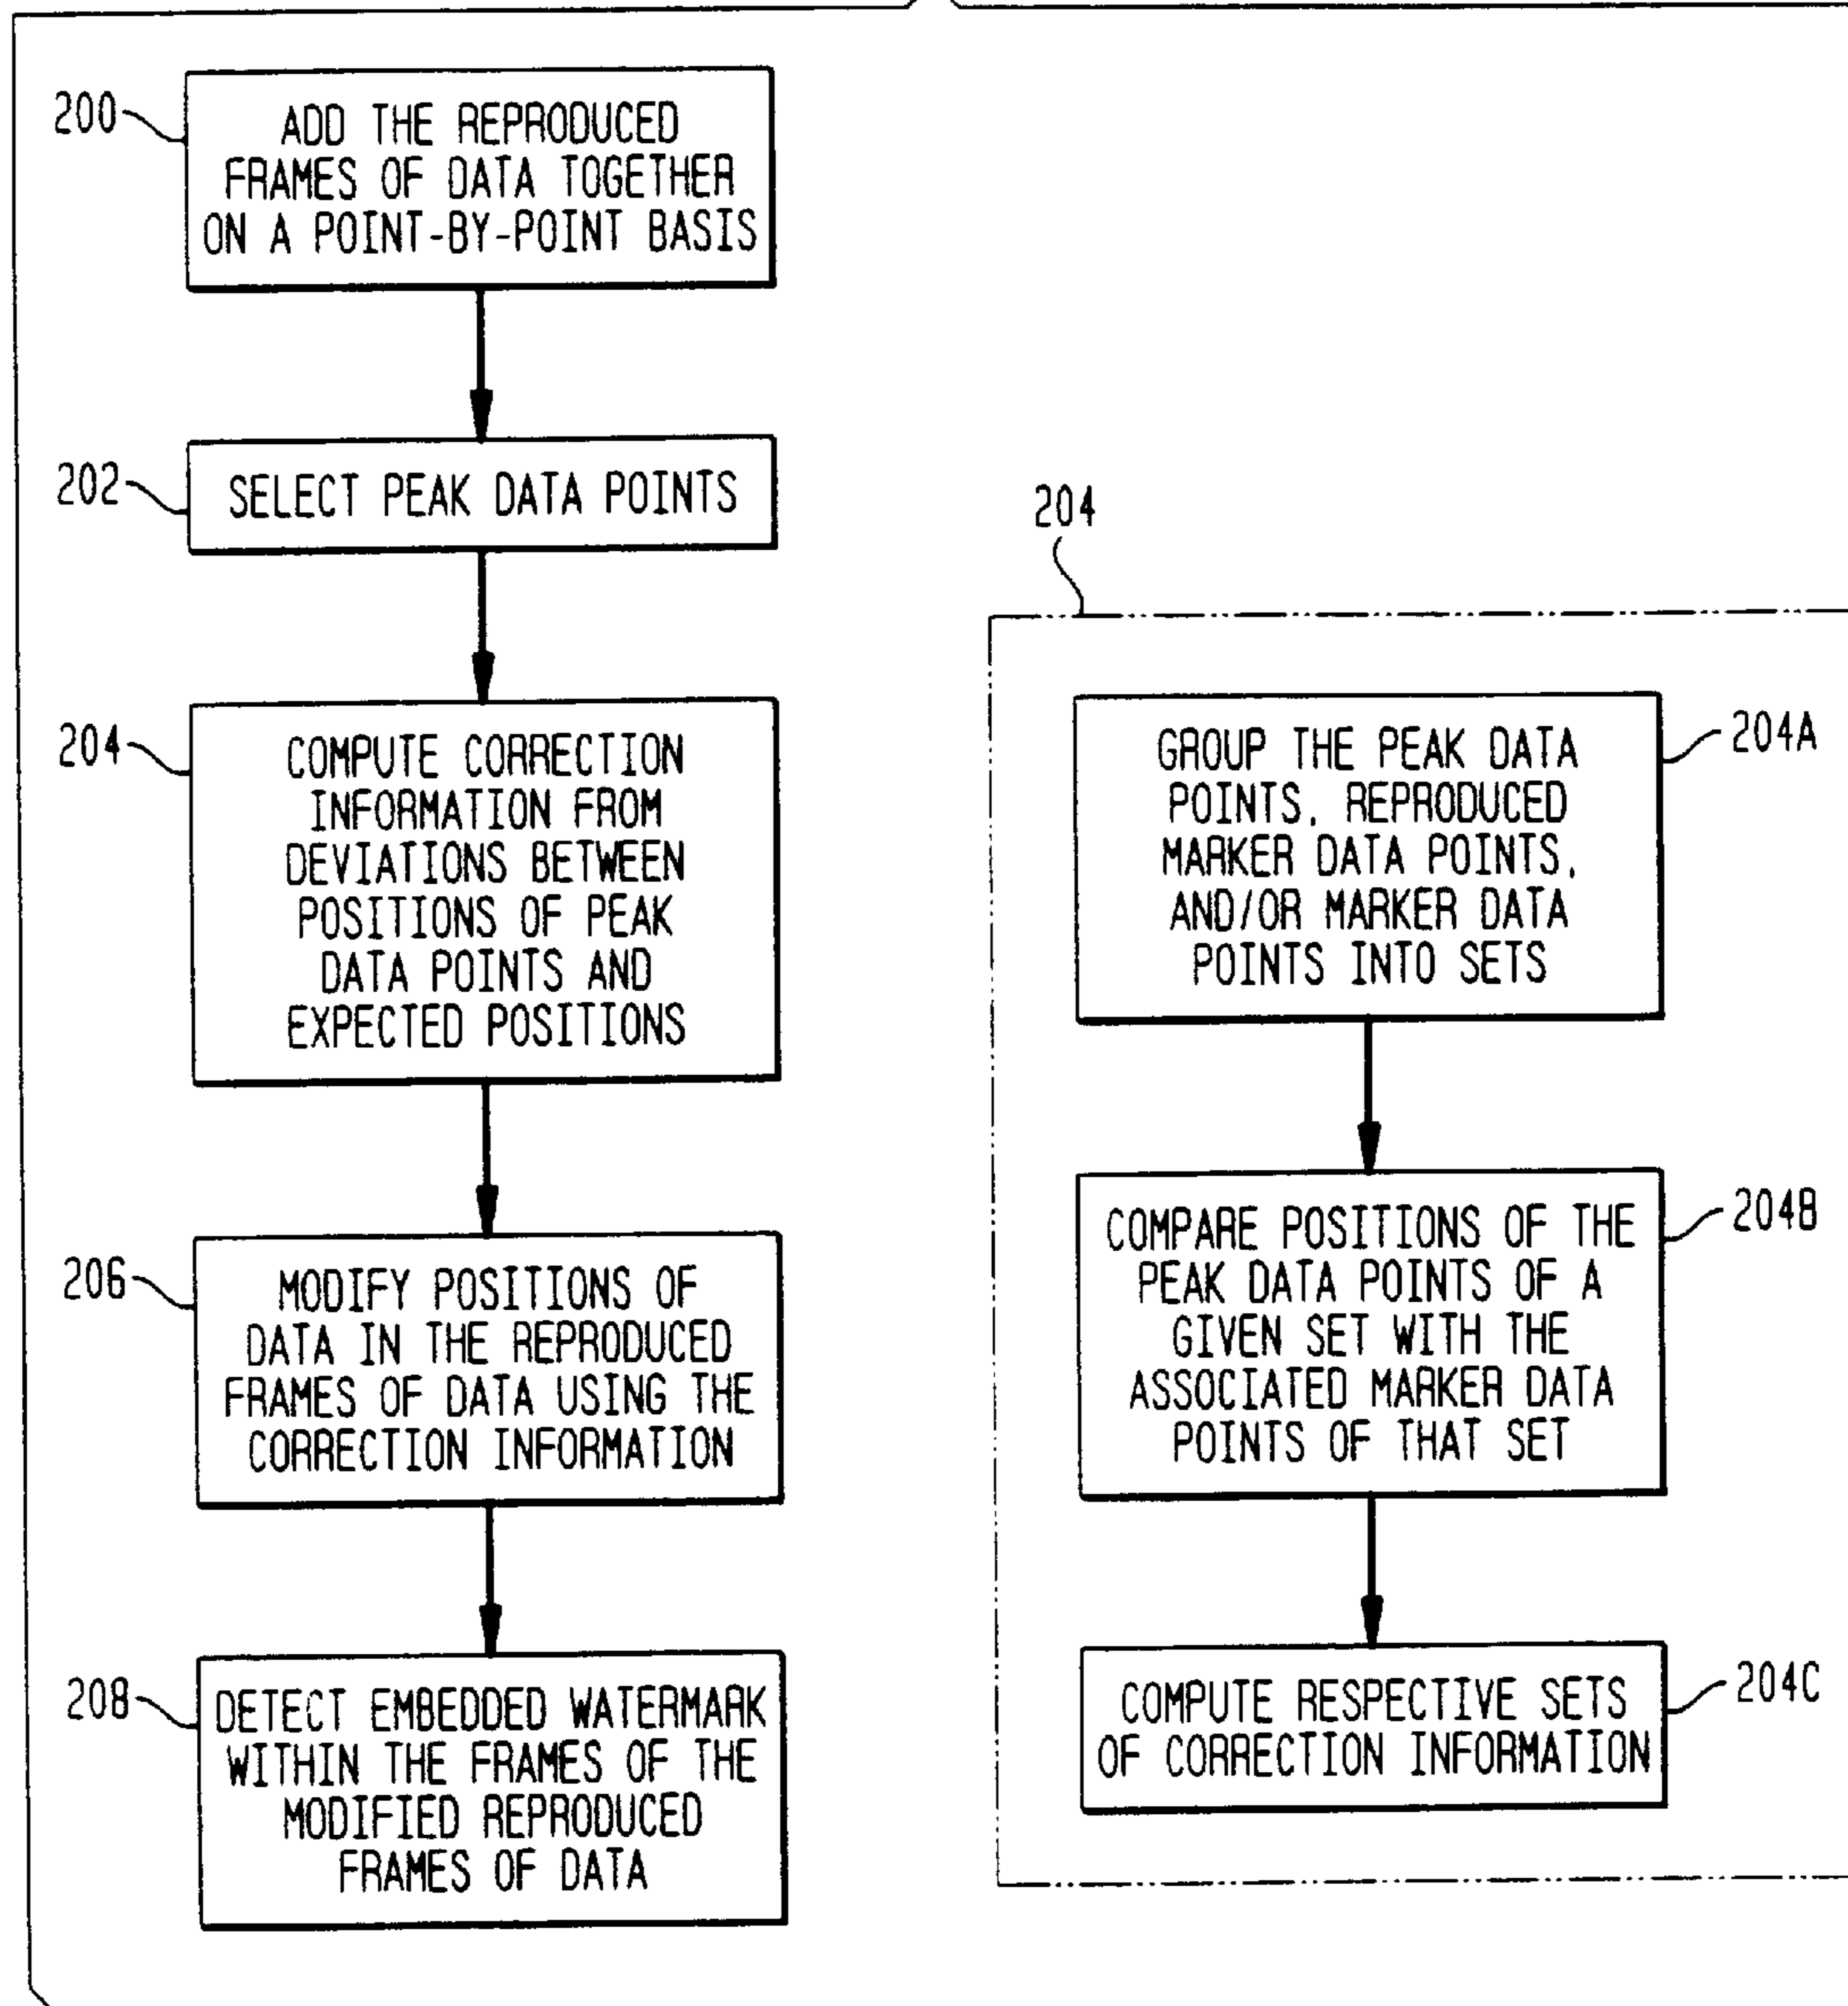 200
ADD THE REPRODUCED
FRAMES OF DATA TOGETHER
ON A POINT-BY-POINT BASIS
202
SELECT PEAK DATA POINTS
204
COMPUTE CORRECTION
INFORMATION FROM
DEVIATIONS BETWEEN
POSITIONS OF PEAK
DATA POINTS AND
EXPECTED POSITIONS
206
MODIFY POSITIONS OF
DATA IN THE REPRODUCED
FRAMES OF DATA USING THE
CORRECTION INFORMATION
208
DETECT EMBEDDED WATERMARK
WITHIN THE FRAMES OF THE
MODIFIED REPRODUCED
FRAMES OF DATA
204
204A
GROUP THE PEAK DATA
POINTS, REPRODUCED
MARKER DATA POINTS,
AND/OR MARKER DATA
POINTS INTO SETS
204B
COMPARE POSITIONS OF THE
PEAK DATA POINTS OF A
GIVEN SET WITH THE
ASSOCIATED MARKER DATA
POINTS OF THAT SET
204C
COMPUTE RESPECTIVE SETS
OF CORRECTION INFORMATION